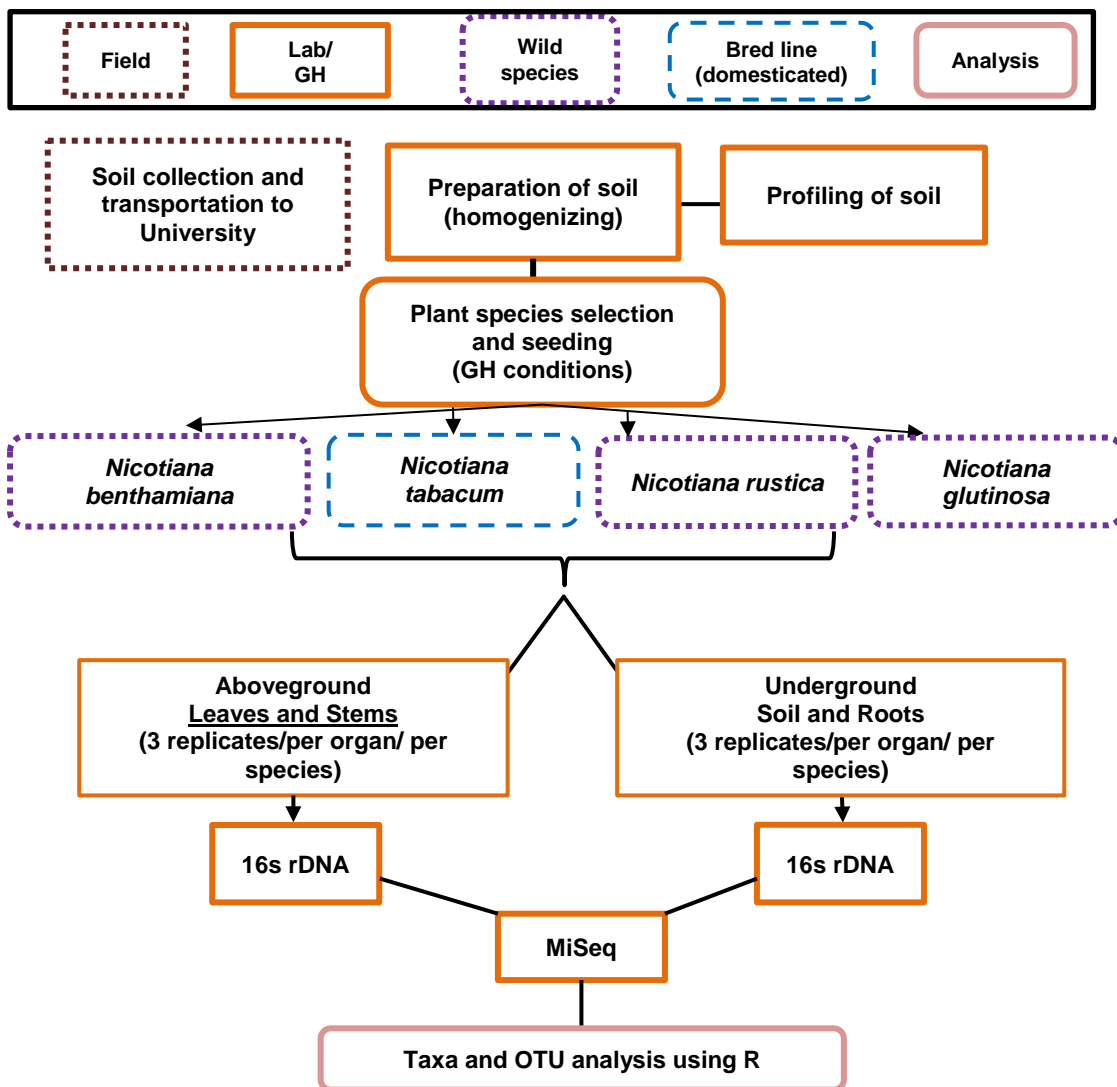 Field
Lab/
GH
Wild
species
Bred line
(domesticated)
Analysis
Soil collection and
transportation to
University
Preparation of soil
(homogenizing)
Profiling of soil
Plant species selection
and seeding
(GH conditions)
Nicotiana
benthamiana
Nicotiana
tabacum
Nicotiana rustica
Nicotiana
glutinosa
Aboveground
Leaves and Stems
(3 replicates/per organ/ per
species)
Underground
Soil and Roots
(3 replicates/per organ/ per
species)
16s rDNA
16s rDNA
MiSeq
Taxa and OTU analysis using R